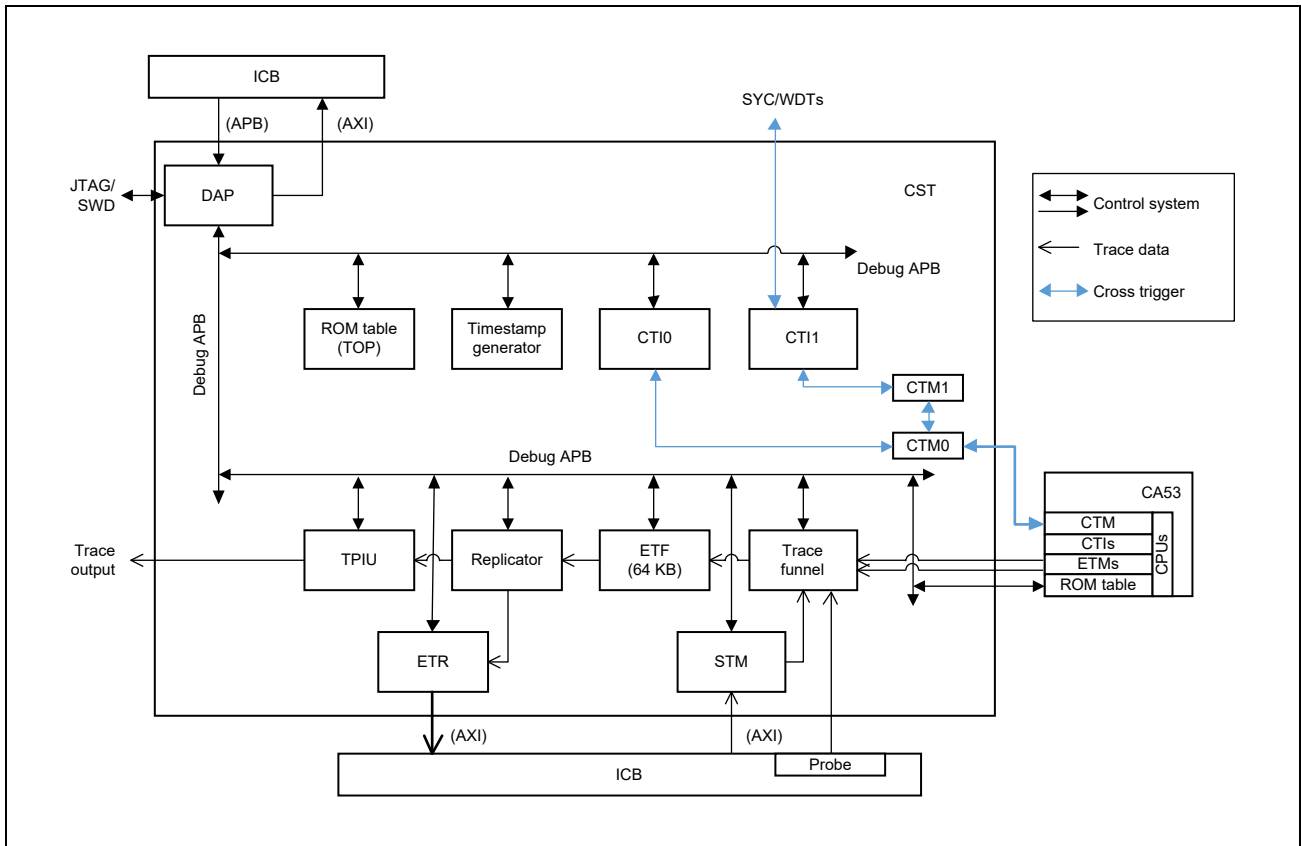 ICB
(APB)
(AXI)
SYC/WDTs
JTAG/
SWD
DAP
CST
Control system
Trace data
Cross trigger
Debug APB
Debug APB
ROM table
(TOP)
Timestamp
generator
CTI0
CTI1
CTM1
CTM0
Debug APB
CA53
CTM
CTIs
ETMs
ROM table
CPUs
Trace
output
TPIU
Replicator
ETF
(64 KB)
Trace
funnel
ETR
STM
(AXI)
(AXI)
Probe
ICB